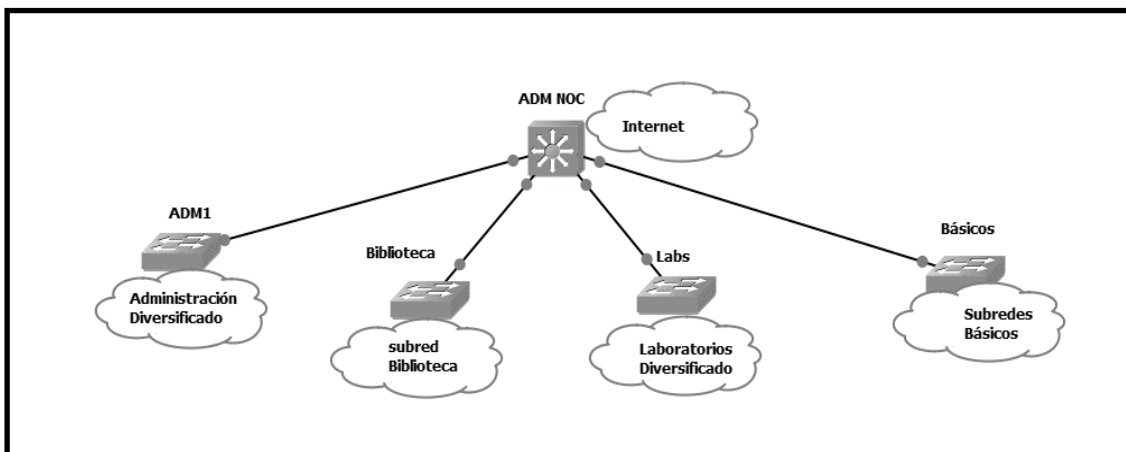 ADM NOC
Internet
ADM1
Administración
Diversificado
Biblioteca
subred
Biblioteca
Labs
Laboratorios
Diversificado
Básicos
Subredes
Básicos